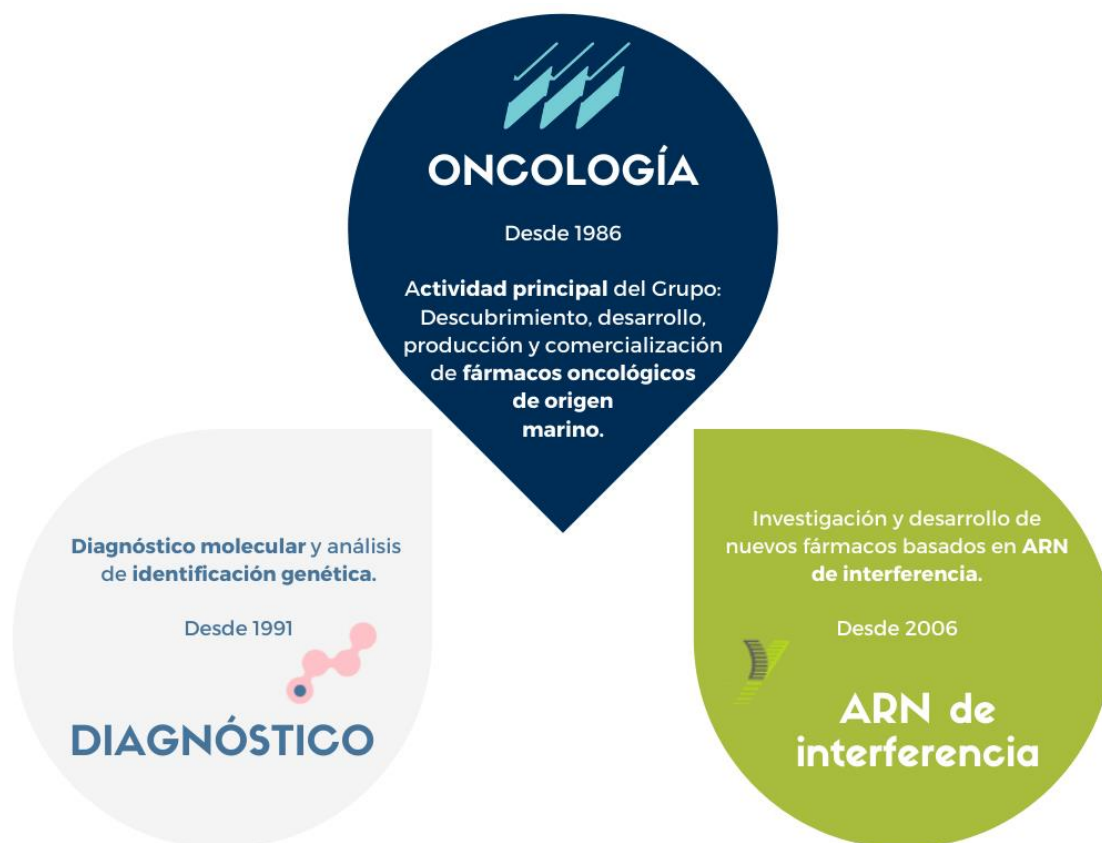 ONCOLOGÍA
Desde 1986
Actividad principal del Grupo:
Descubrimiento, desarrollo,
producción y comercialización
de fármacos oncológicos
de origen
marino.
Diagnóstico molecular y análisis
de identificación genética.
Desde 1991
DIAGNÓSTICO
Investigación y desarrollo de
nuevos fármacos basados en ARN
de interferencia.
Desde 2006
ARN de
interferencia